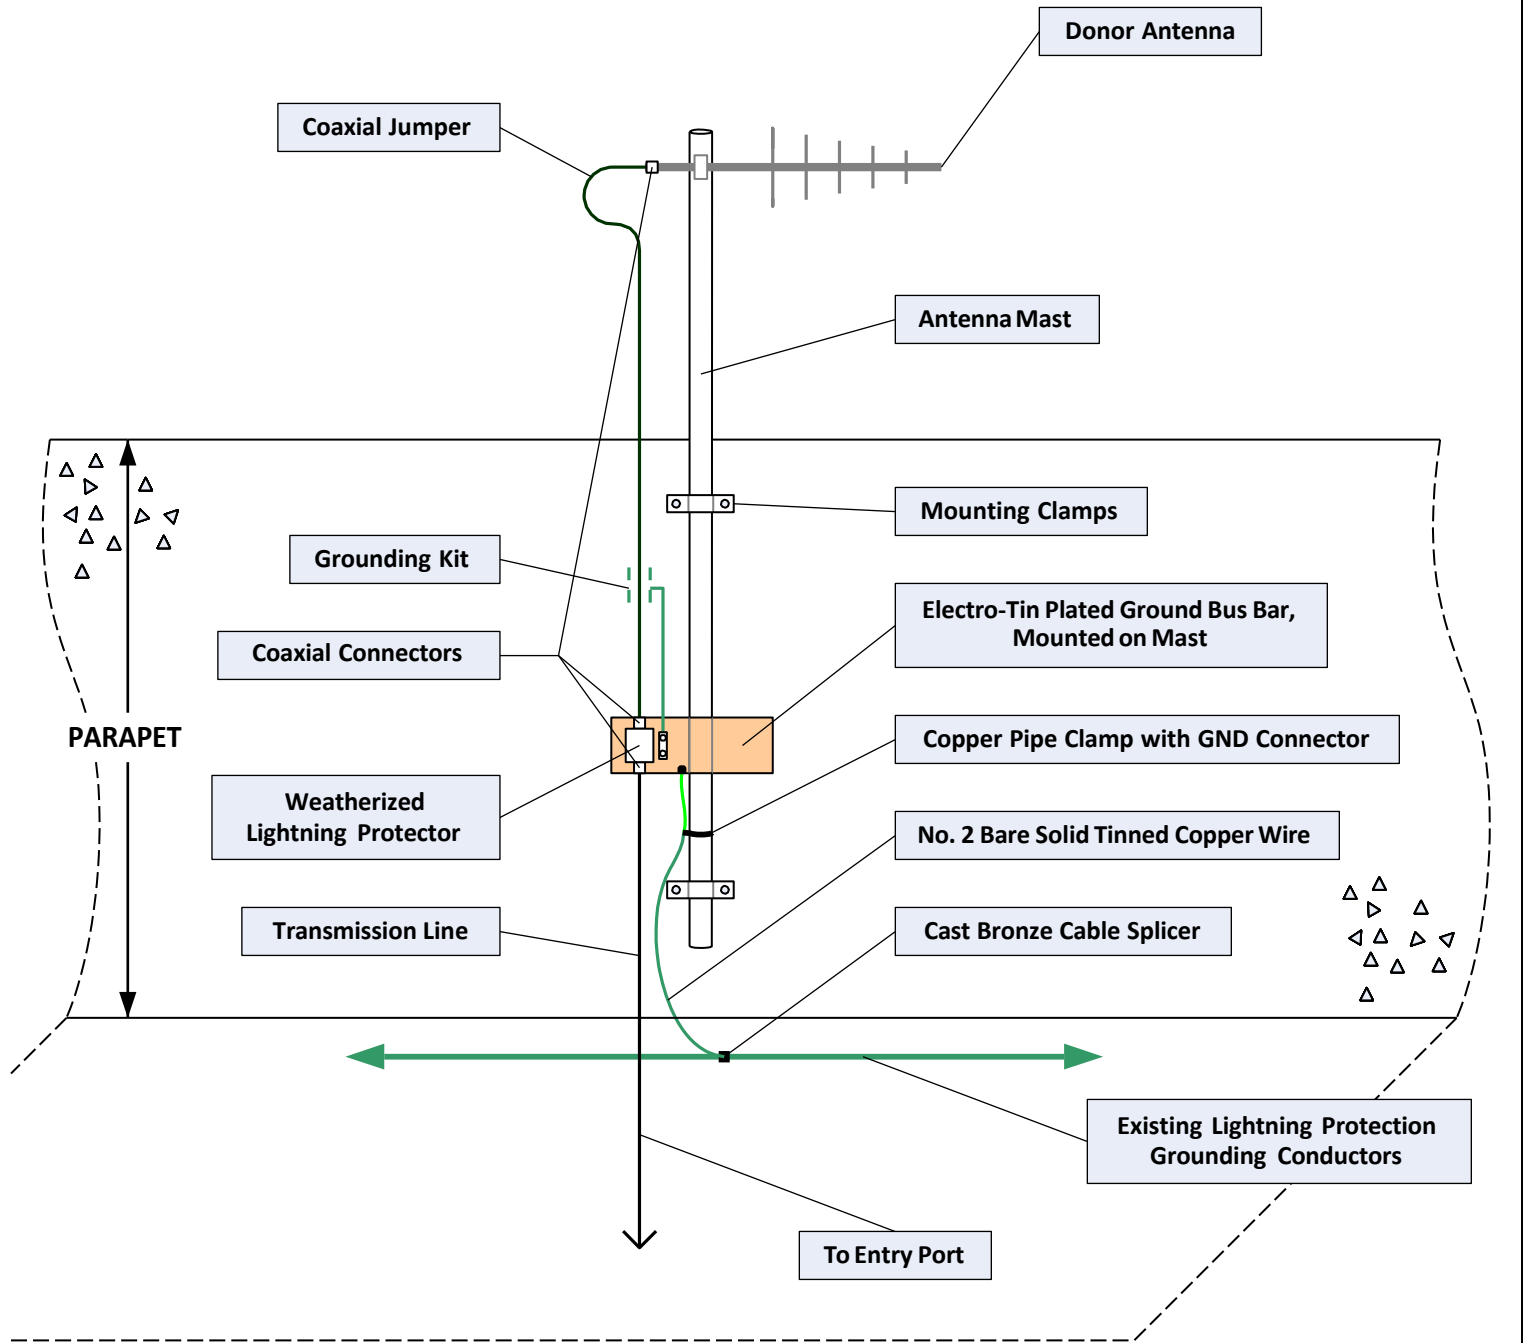 Donor Antenna
Coaxial Jumper
Antenna Mast
Mounting Clamps
Grounding Kit
Electro-Tin Plated Ground Bus Bar,
Mounted on Mast
Coaxial Connectors
PARAPET
Copper Pipe Clamp with GND Connector
Weatherized
Lightning Protector
No. 2 Bare Solid Tinned Copper Wire
Transmission Line
Cast Bronze Cable Splicer
Existing Lightning Protection
Grounding Conductors
To Entry Port